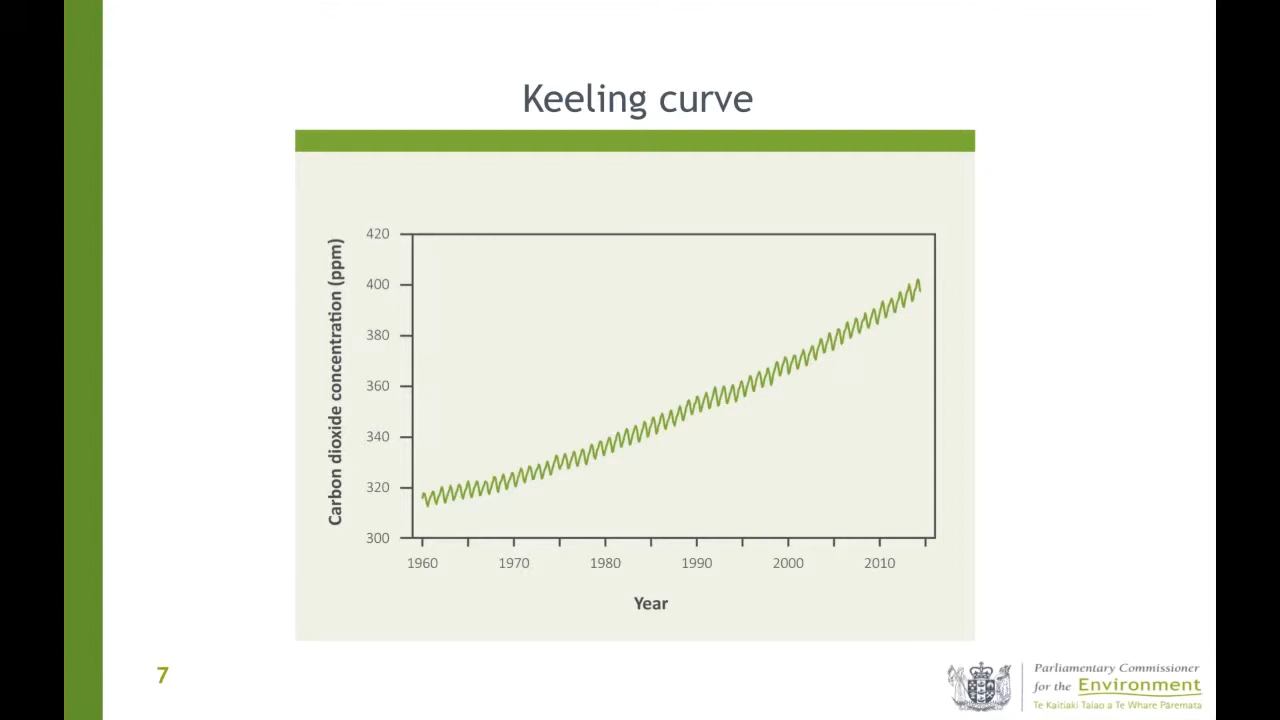 Keeling curve
Carbon dioxide concentration (ppm)
420
400
380
360
340
320
300
1960 1970 1980 1990 2000 2010
Year
7
Parliamentary Commissioner
for the Environment
Te Kaitiaki Taiao a Te Whare Pāremata